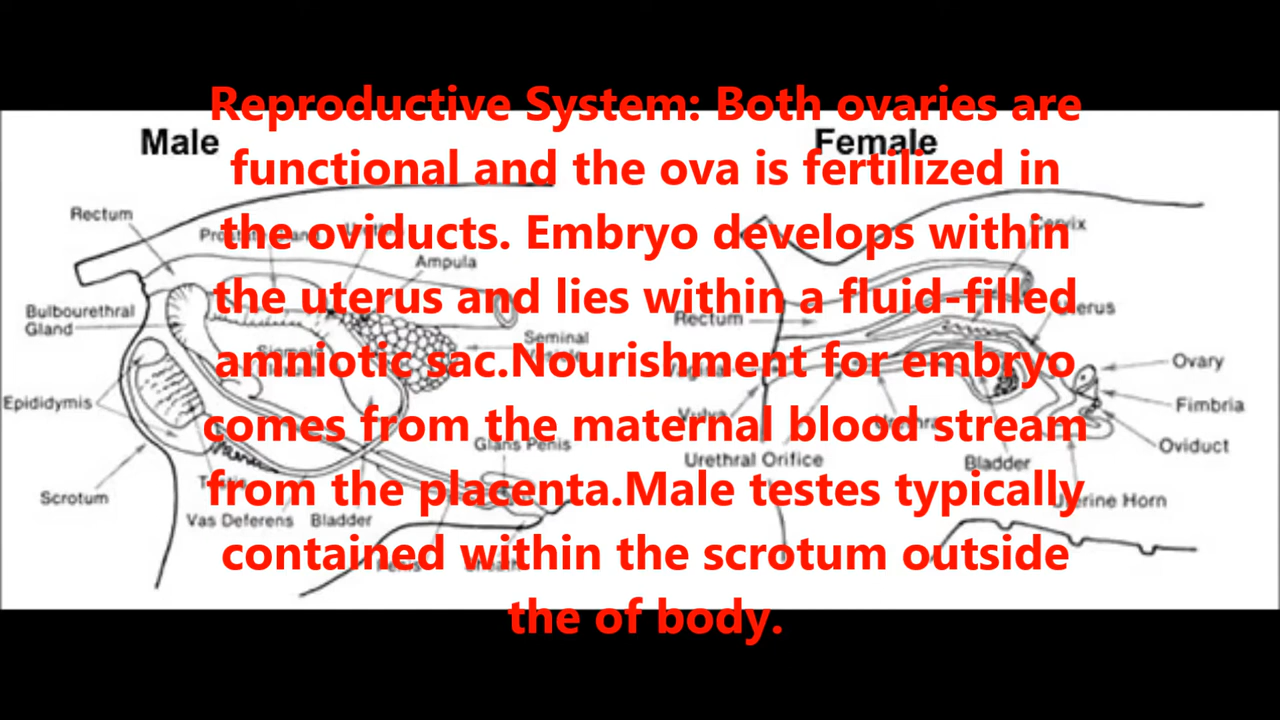 Reproductive System: Both ovaries are
functional and the ova is fertilized in
the oviducts. Embryo develops within
the uterus and lies within a fluid-filled
amniotic sac.Nourishment for embryo
comes from the maternal blood stream
from the placenta.Male testes typically
contained within the scrotum outside
the of body.
Male
Rectum
Ampula
Bulbourethral
Gland
Seminal
Epididymis
Glans Penis
Scrotum
Vas Deferens
Bladder
Female
Cervix
Rectum
Uterus
Ovary
Fimbria
Vulva
Oviduct
Urethral Orifice
Bladder
Uterine Horn